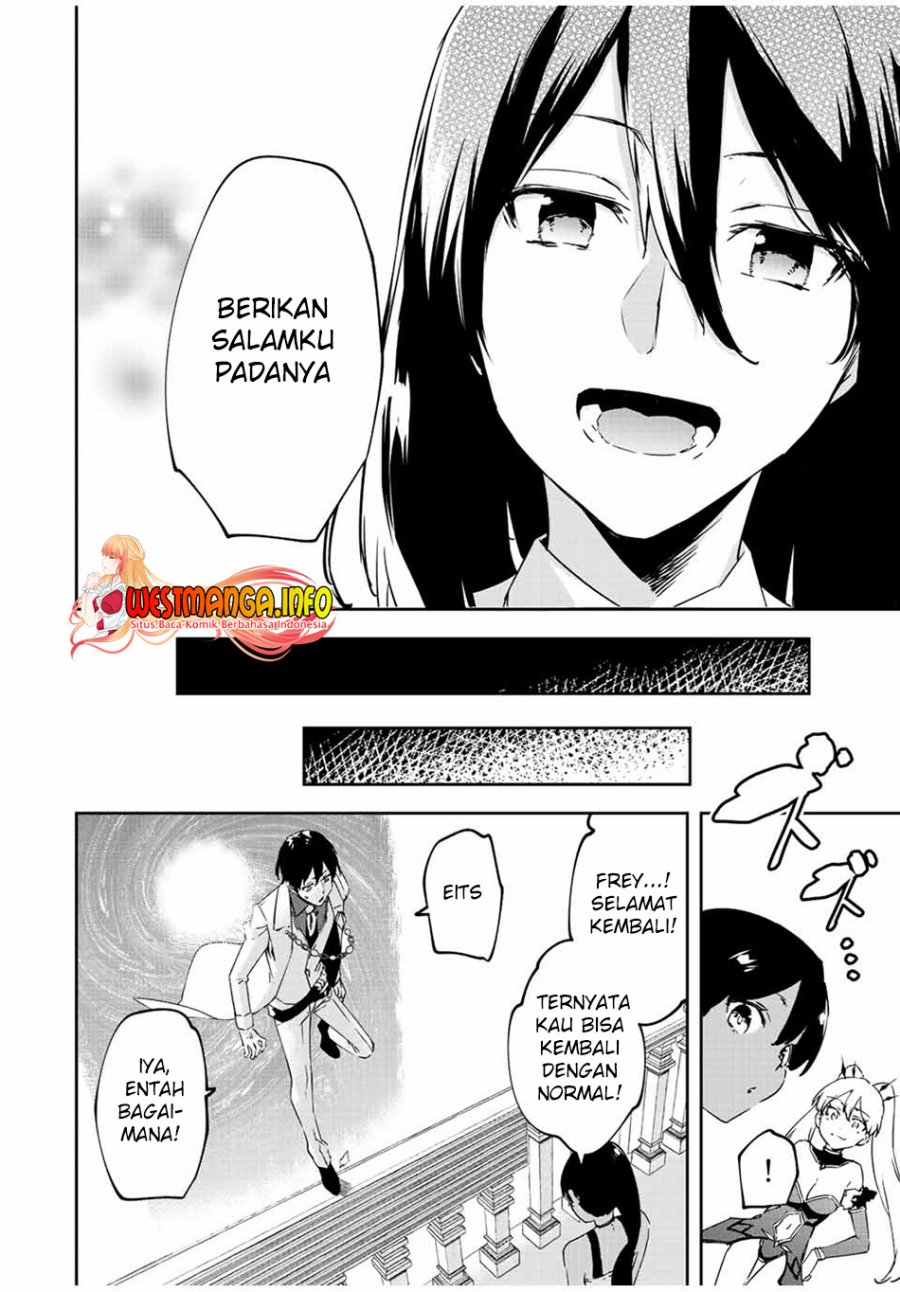 BERIKAN
SALAMKU
PADANYA
WESTMANGA.INFO
Situs Baca Komik Berbahasa Indonesia
!
FREY...!
SELAMAT
KEMBALI!
TERNYATA
KAU BISA
KEMBALI
DENGAN
NORMAL!
EITS
IYA,
ENTAH
BAGAI-
MANA!